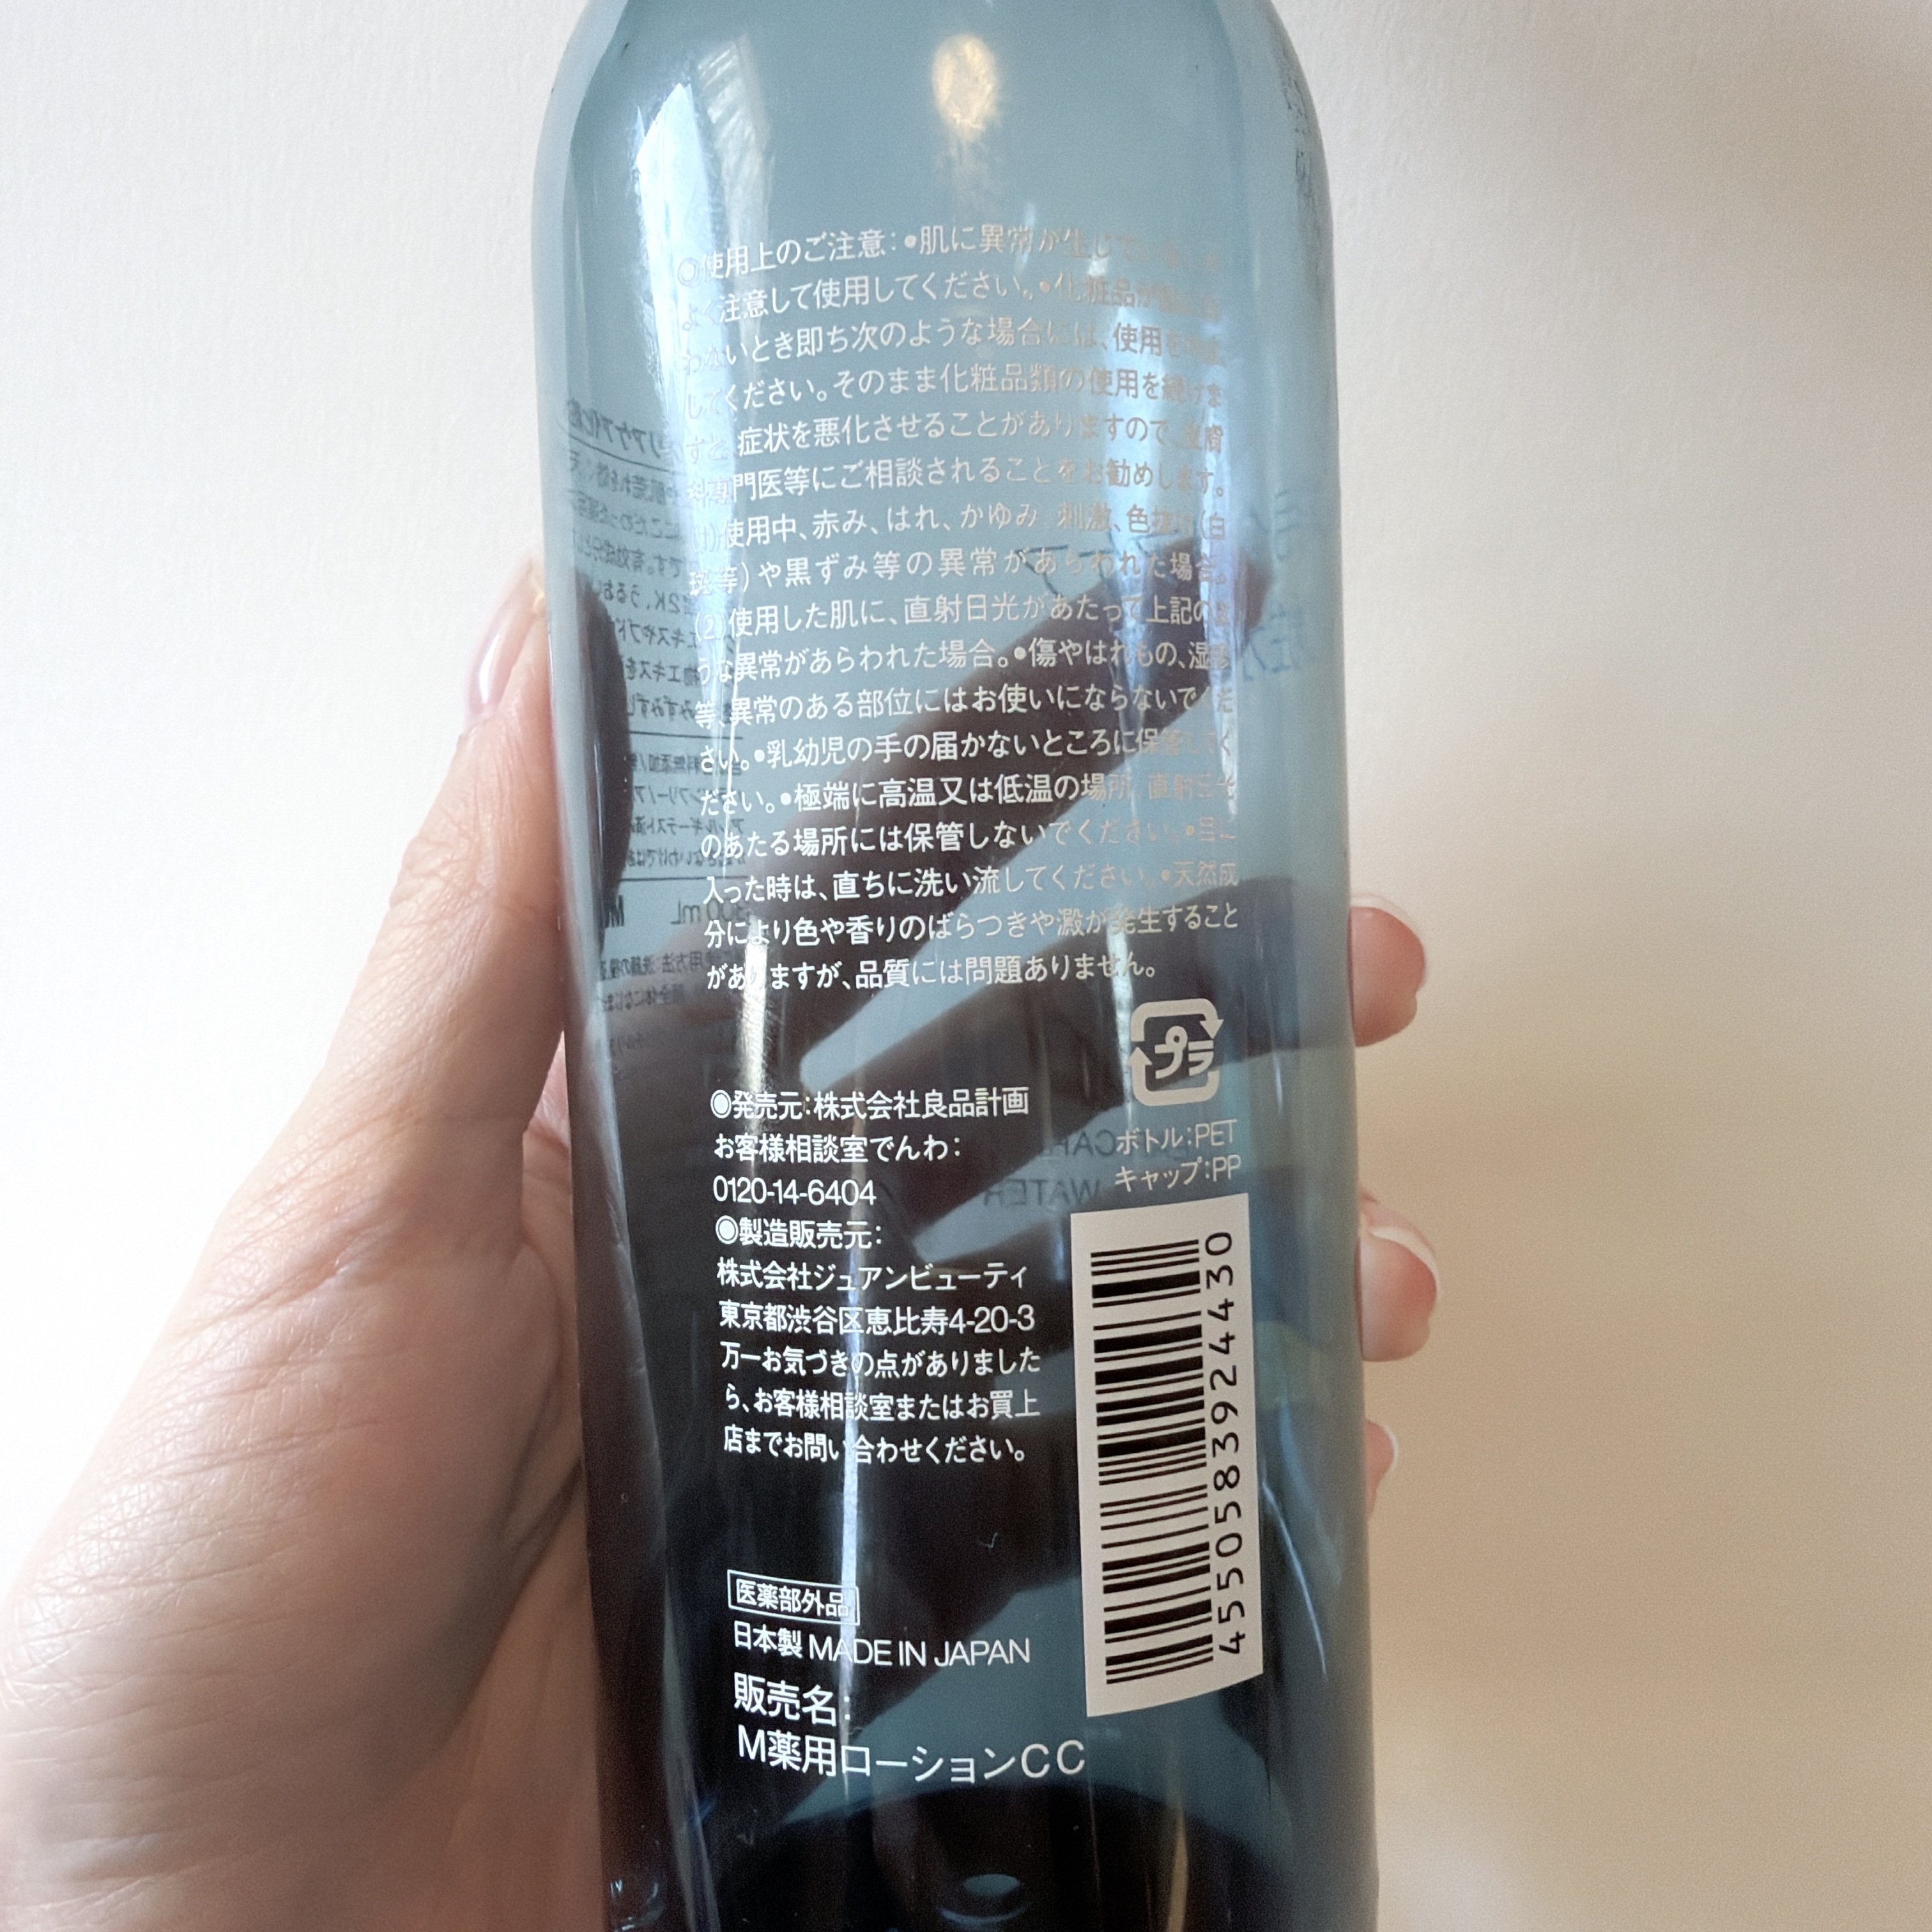 ◎使用上のご注意:•肌に異常が生じて
よく注意して使用してください。•化粧品が
わないとき即ち次のような場合には、使用を
してください。そのまま化粧品類の使用を続けま
すと、症状を悪化させることがありますので、皮膚
科専門医等にご相談されることをお勧めします。
(1)使用中、赤み、はれ、かゆみ、刺激、色抜け(白
斑等)や黒ずみ等の異常があらわれた場合。
(2)使用した肌に、直射日光があたって上記のよ
うな異常があらわれた場合。•傷やはれもの、湿疹
等、異常のある部位にはお使いにならないでくだ
さい。•乳幼児の手の届かないところに保管してく
ださい。•極端に高温又は低温の場所、直射日光
のあたる場所には保管しないでください。•目に
入った時は、直ちに洗い流してください。•天然成
分により色や香りのばらつきや澱が発生すること
がありますが、品質には問題ありません。
プラ
ボトル:PET
キャップ:PP
◎発売元:株式会社良品計画
お客様相談室でんわ:
0120-14-6404
◎製造販売元:
株式会社ジュアンビューティ
東京都渋谷区恵比寿4-20-3
万一お気づきの点がありました
ら、お客様相談室またはお買上
店までお問い合わせください。
4550583924430
医薬部外品
日本製 MADE IN JAPAN
販売名:
M薬用ローションCC